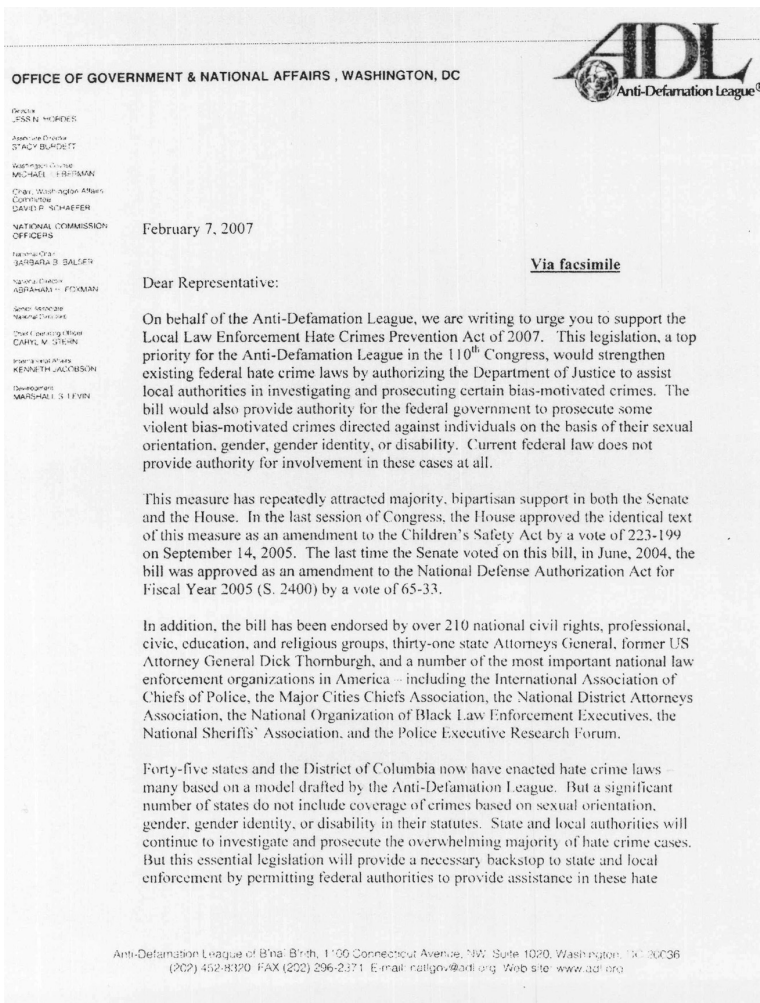 ADL
Anti-Defamation League®
OFFICE OF GOVERNMENT & NATIONAL AFFAIRS , WASHINGTON, DC
Director
JESS N. HORDES
Associate Director
STACY BURDETT
Washington Counsel
MICHAEL LIEBERMAN
Chair, Washington Affairs
Committee
DAVID R. SCHAEFER
NATIONAL COMMISSION
OFFICERS
National Chair
BARBARA B. BALSER
National Director
ABRAHAM H. FOXMAN
Senior Associate
National Director
Chief Operating Officer
CARYL M. STERN
International Affairs
KENNETH JACOBSON
Development
MARSHALL S. LEVIN
February 7, 2007
Via facsimile
Dear Representative:
On behalf of the Anti-Defamation League, we are writing to urge you to support the
Local Law Enforcement Hate Crimes Prevention Act of 2007. This legislation, a top
priority for the Anti-Defamation League in the 110th Congress, would strengthen
existing federal hate crime laws by authorizing the Department of Justice to assist
local authorities in investigating and prosecuting certain bias-motivated crimes. The
bill would also provide authority for the federal government to prosecute some
violent bias-motivated crimes directed against individuals on the basis of their sexual
orientation, gender, gender identity, or disability. Current federal law does not
provide authority for involvement in these cases at all.
This measure has repeatedly attracted majority, bipartisan support in both the Senate
and the House. In the last session of Congress, the House approved the identical text
of this measure as an amendment to the Children's Safety Act by a vote of 223-199
on September 14, 2005. The last time the Senate voted on this bill, in June, 2004, the
bill was approved as an amendment to the National Defense Authorization Act for
Fiscal Year 2005 (S. 2400) by a vote of 65-33.
In addition, the bill has been endorsed by over 210 national civil rights, professional,
civic, education, and religious groups, thirty-one state Attorneys General, former US
Attorney General Dick Thornburgh, and a number of the most important national law
enforcement organizations in America – including the International Association of
Chiefs of Police, the Major Cities Chiefs Association, the National District Attorneys
Association, the National Organization of Black Law Enforcement Executives, the
National Sheriffs' Association, and the Police Executive Research Forum.
Forty-five states and the District of Columbia now have enacted hate crime laws –
many based on a model drafted by the Anti-Defamation League. But a significant
number of states do not include coverage of crimes based on sexual orientation,
gender, gender identity, or disability in their statutes. State and local authorities will
continue to investigate and prosecute the overwhelming majority of hate crime cases.
But this essential legislation will provide a necessary backstop to state and local
enforcement by permitting federal authorities to provide assistance in these hate
Anti-Defamation League of B'nai B'rith, 1100 Connecticut Avenue, NW, Suite 1020, Washington, DC 20036
(202) 452-8320 FAX (202) 296-2371 E-mail: natlgov@adl.org Web site: www.adl.org